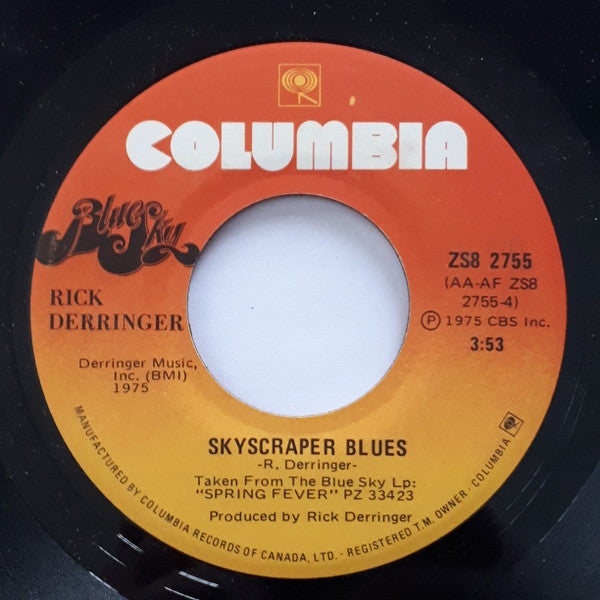 COLUMBIA
Blue Sky
RICK
DERRINGER
Derringer Music,
Inc. (BMI)
1975
ZS8 2755
(AA-AF ZS8
2755-4)
Ⓟ 1975 CBS Inc.
3:53
SKYSCRAPER BLUES
-R. Derringer-
Taken From The Blue Sky Lp:
"SPRING FEVER" PZ 33423
Produced by Rick Derringer
MANUFACTURED BY COLUMBIA RECORDS OF CANADA, LTD. · REGISTERED T.M. OWNER · COLUMBIA